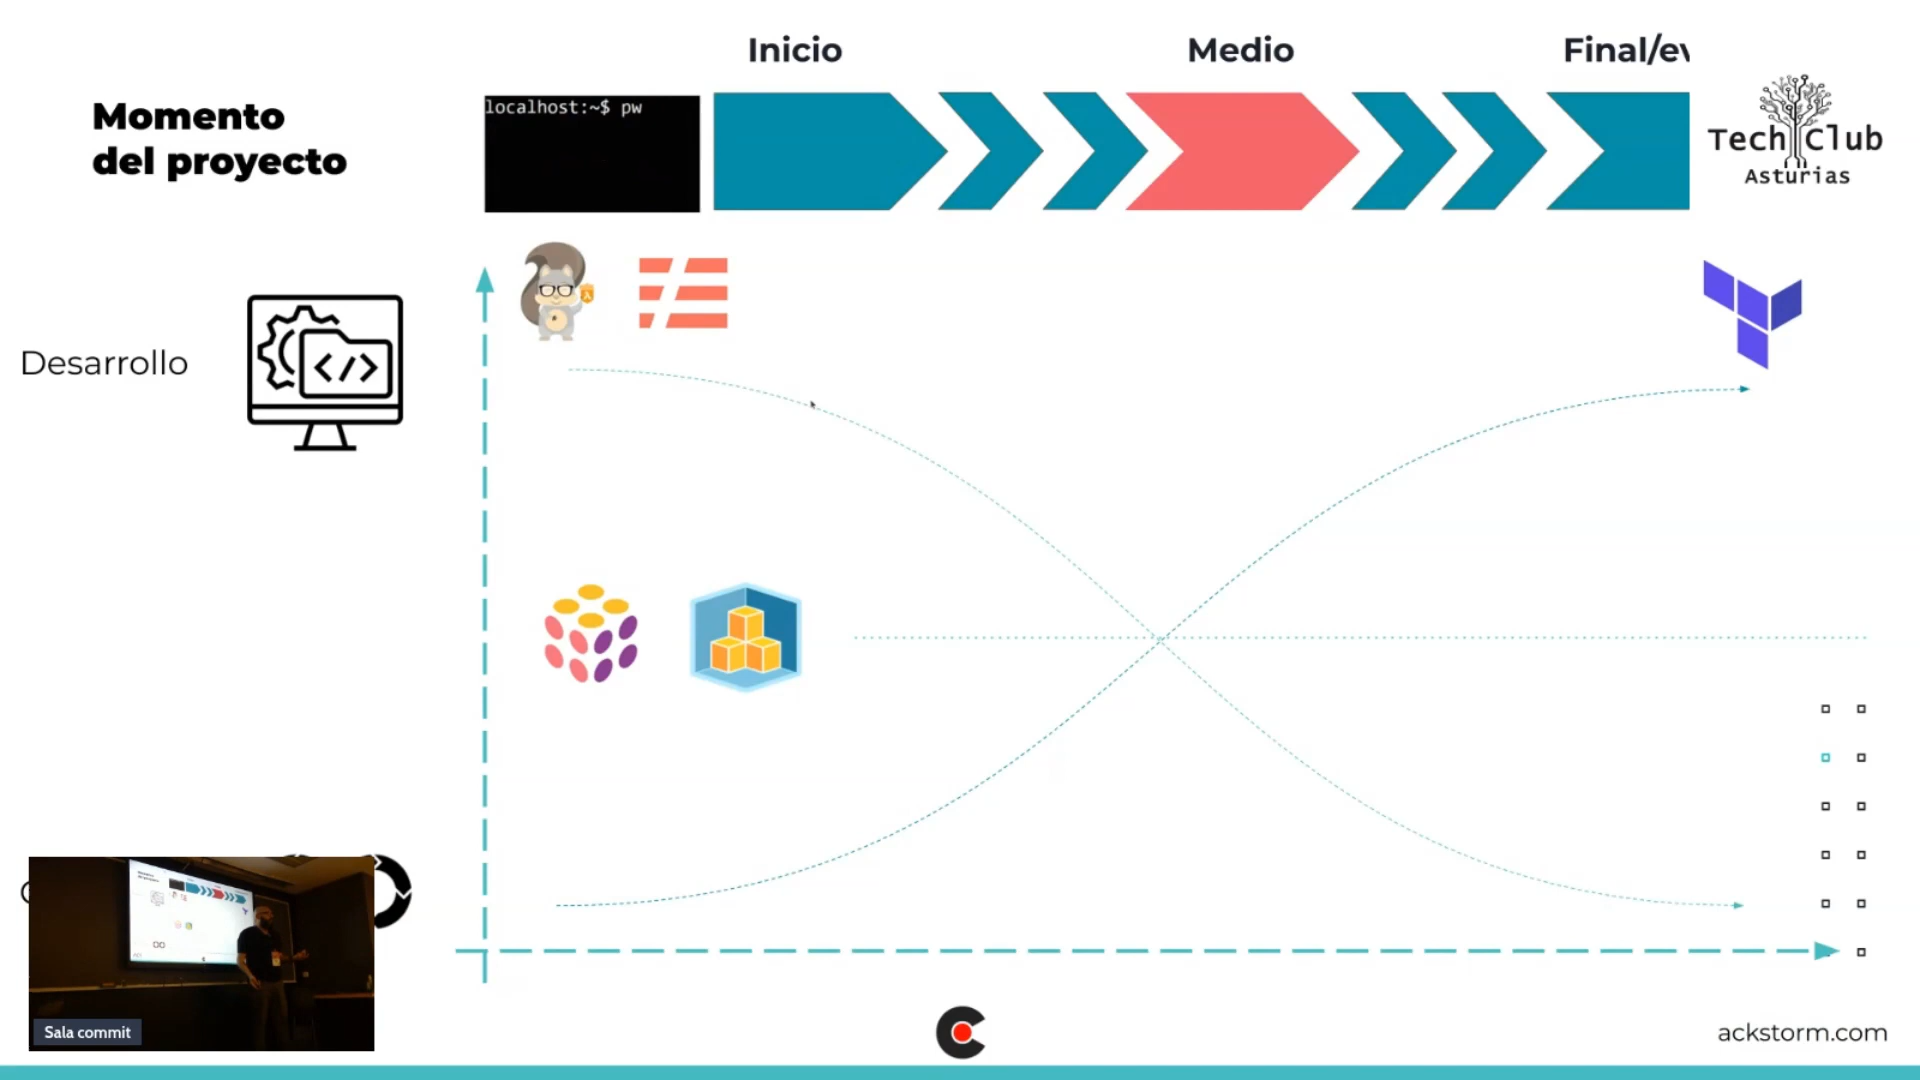 Inicio
Medio
Final/ev
Momento
del proyecto
localhost:~$ pw
Tech Club
Asturias
Desarrollo
</>
Sala commit
ackstorm.com